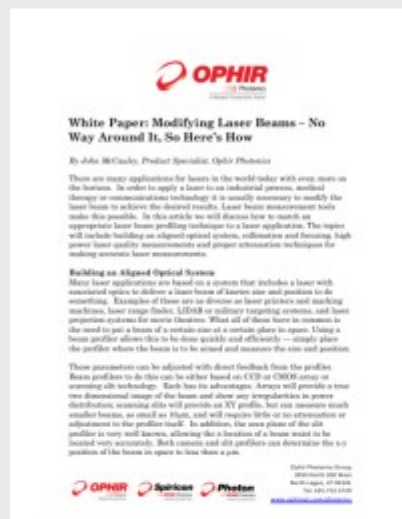 OPHIR
Photonics
White Paper: Modifying Laser Beams – No
Way Around It, So Here's How
By John McCauley, Product Specialist, Ophir Photonics
There are many applications for lasers in the world today with even more on
the horizon. In order to apply a laser to an industrial process, medical
therapy or communications technology it is usually necessary to modify the
laser beam to achieve the desired results. Laser beam measurement tools
make this possible. In this article we will discuss how to match an
appropriate laser beam profiling technique to a laser application. The topics
will include building an aligned optical system, collimation and focusing, high
power laser quality measurements and proper attenuation techniques for
making accurate laser measurements.
Building an Aligned Optical System
Many laser applications are based on a system that includes a laser with
associated optics to deliver a laser beam of known size and position to do
something. Examples of these are as diverse as laser printers and marking
machines, laser range finder, LIDAR or military targeting systems, and laser
projection systems for movie theatres. What all of them have in common is
the need to put a beam of a certain size at a certain place in space. Using a
beam profiler allows this to be done quickly and efficiently — simply place
the profiler where the beam is to be sensed and measure the size and position.
These parameters can be adjusted with direct feedback from the profiler.
Beam profilers to do this can be either based on CCD or CMOS array or
scanning slit technology. Each has its advantages. Arrays will provide a true
two dimensional image of the beam and show any irregularities in power
distribution; scanning slits will provide an XY profile, but can measure much
smaller beams, as small as 10μm, and will require little or no attenuation or
adjustment to the profiler itself. In addition, the scan plane of the slit
profiler is very well known, allowing the z-location of a beam waist to be
located very accurately. Both camera and slit profilers can determine the x-y
position of the beam in space to less than a μm.
Ophir Photonics Group
OPHIR
Spiricon
Photon